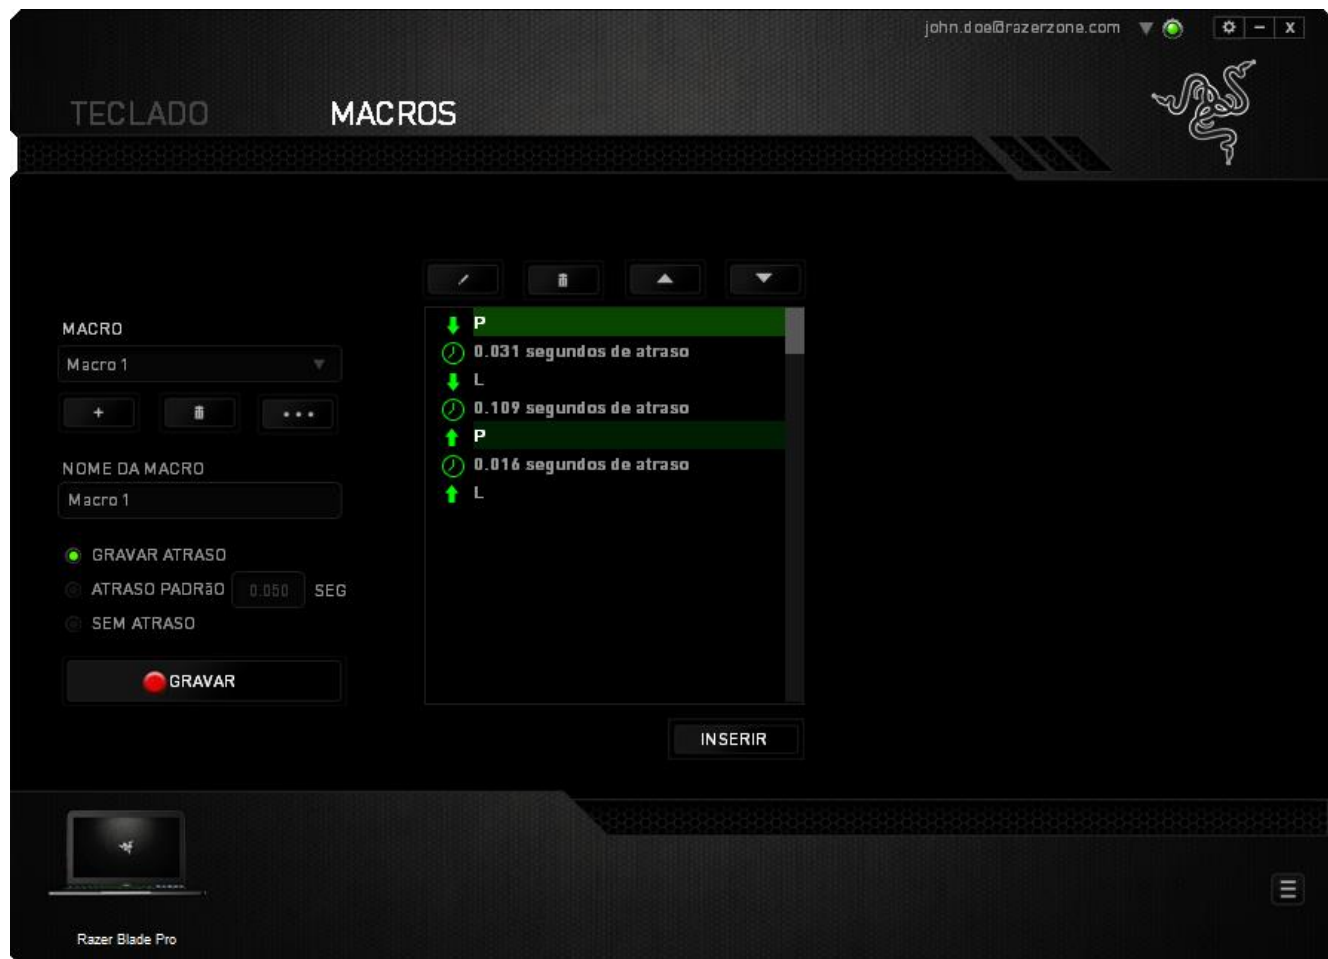 john.doe@razerzone.com
TECLADO
MACROS
MACRO
Macro 1
NOME DA MACRO
Macro 1
GRAVAR ATRASO
ATRASO PADRãO 0.050 SEG
SEM ATRASO
GRAVAR
P
0.031 segundos de atraso
L
0.109 segundos de atraso
P
0.016 segundos de atraso
L
INSERIR
Razer Blade Pro